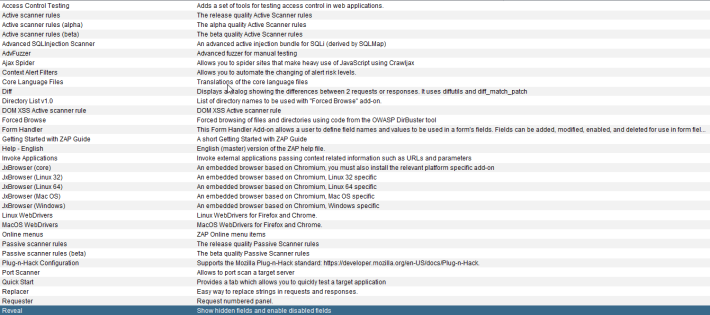 Access Control Testing Adds a set of tools for testing access control in web applications.
Active scanner rules The release quality Active Scanner rules
Active scanner rules (alpha) The alpha quality Active Scanner rules
Active scanner rules (beta) The beta quality Active Scanner rules
Advanced SQLInjection Scanner An advanced active injection bundle for SQLi (derived by SQLMap)
AdvFuzzer Advanced fuzzer for manual testing
Ajax Spider Allows you to spider sites that make heavy use of JavaScript using Crawljax
Context Alert Filters Allows you to automate the changing of alert risk levels.
Core Language Files Translations of the core language files
Diff Displays a dialog showing the differences between 2 requests or responses. It uses diffutils and diff_match_patch
Directory List v1.0 List of directory names to be used with "Forced Browse" add-on.
DOM XSS Active scanner rule DOM XSS Active scanner rule
Forced Browse Forced browsing of files and directories using code from the OWASP DirBuster tool
Form Handler This Form Handler Add-on allows a user to define field names and values to be used in a form's fields. Fields can be added, modified, enabled, and deleted for use in form fiel...
Getting Started with ZAP Guide A short Getting Started with ZAP Guide
Help - English English (master) version of the ZAP help file.
Invoke Applications Invoke external applications passing context related information such as URLs and parameters
JxBrowser (core) An embedded browser based on Chromium, you must also install the relevant platform specific add-on
JxBrowser (Linux 32) An embedded browser based on Chromium, Linux 32 specific
JxBrowser (Linux 64) An embedded browser based on Chromium, Linux 64 specific
JxBrowser (Mac OS) An embedded browser based on Chromium, Mac OS specific
JxBrowser (Windows) An embedded browser based on Chromium, Windows specific
Linux WebDrivers Linux WebDrivers for Firefox and Chrome.
MacOS WebDrivers MacOS WebDrivers for Firefox and Chrome.
Online menus ZAP Online menu items
Passive scanner rules The release quality Passive Scanner rules
Passive scanner rules (beta) The beta quality Passive Scanner rules
Plug-n-Hack Configuration Supports the Mozilla Plug-n-Hack standard: https://developer.mozilla.org/en-US/docs/Plug-n-Hack.
Port Scanner Allows to port scan a target server
Quick Start Provides a tab which allows you to quickly test a target application
Replacer Easy way to replace strings in requests and responses.
Requester Request numbered panel.
Reveal Show hidden fields and enable disabled fields